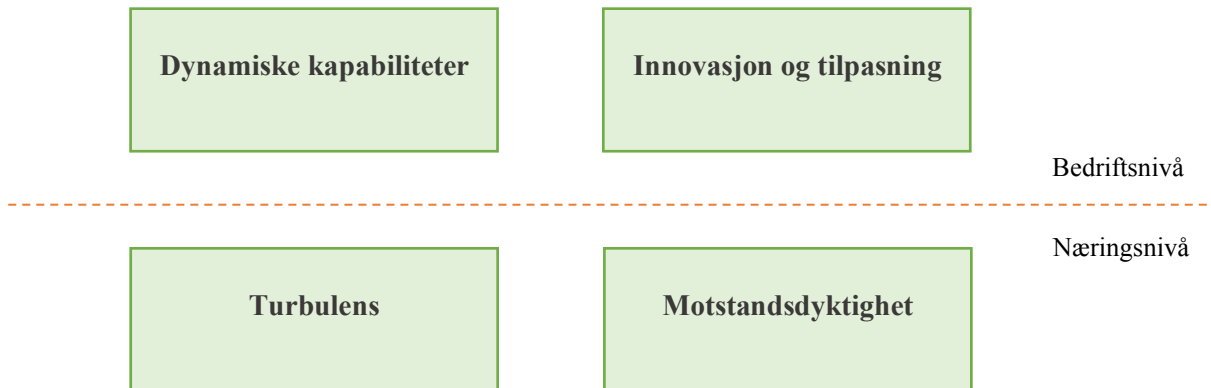 Dynamiske kapabiliteter
Innovasjon og tilpasning
Bedriftsnivå
Næringsnivå
Turbulens
Motstandsdyktighet